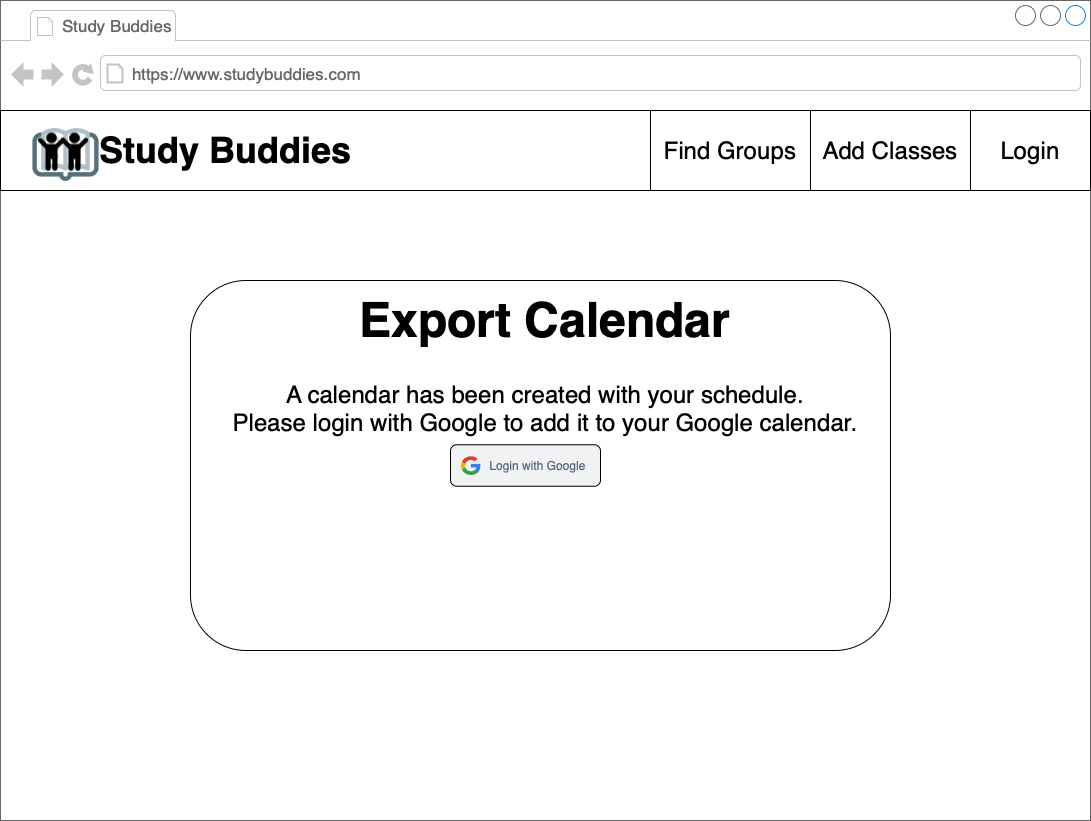 Study Buddies
https://www.studybuddies.com
Study Buddies
Find Groups
Add Classes
Login
Export Calendar
A calendar has been created with your schedule.
Please login with Google to add it to your Google calendar.
Login with Google